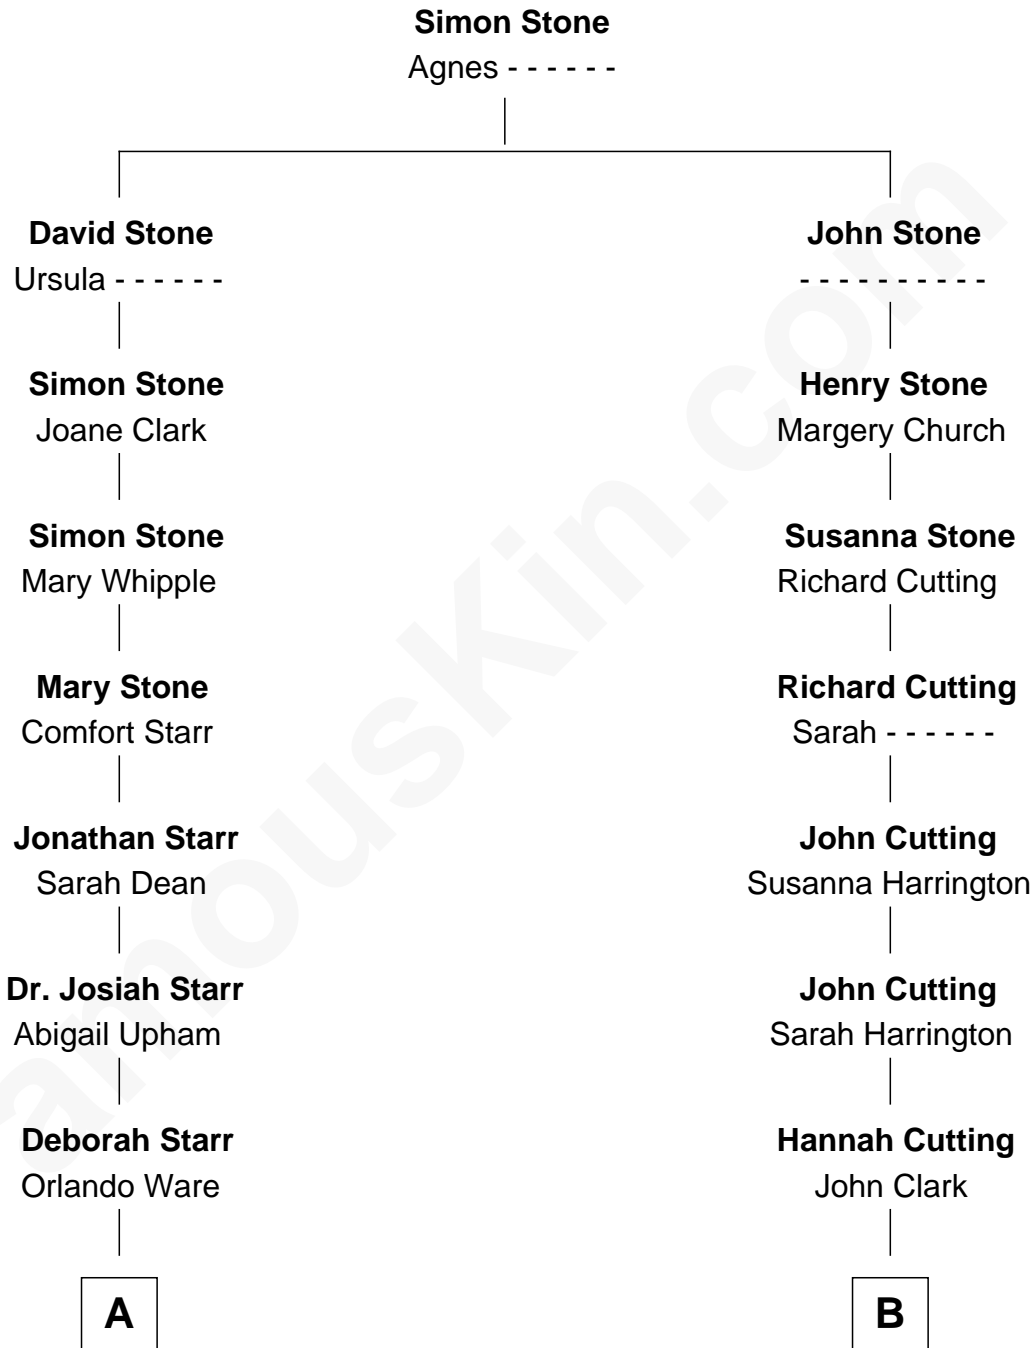 Simon Stone
Agnes - - - - - -
David Stone
Ursula - - - - - -
Simon Stone
Joane Clark
Simon Stone
Mary Whipple
Mary Stone
Comfort Starr
Jonathan Starr
Sarah Dean
Dr. Josiah Starr
Abigail Upham
Deborah Starr
Orlando Ware
A
John Stone
- - - - - - - - - -
Henry Stone
Margery Church
Susanna Stone
Richard Cutting
Richard Cutting
Sarah - - - - - -
John Cutting
Susanna Harrington
John Cutting
Sarah Harrington
Hannah Cutting
John Clark
B
amouskin.com